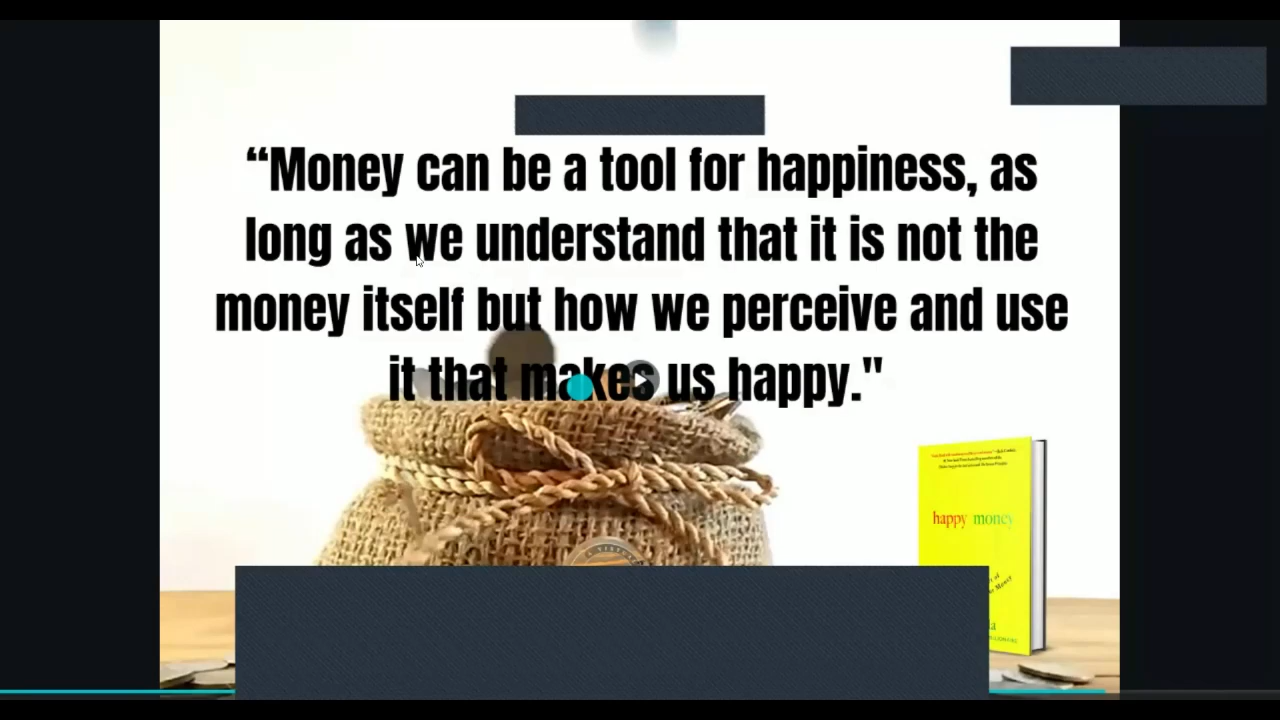 “Money can be a tool for happiness, as
long as we understand that it is not the
money itself but how we perceive and use
it that makes us happy."
happy money